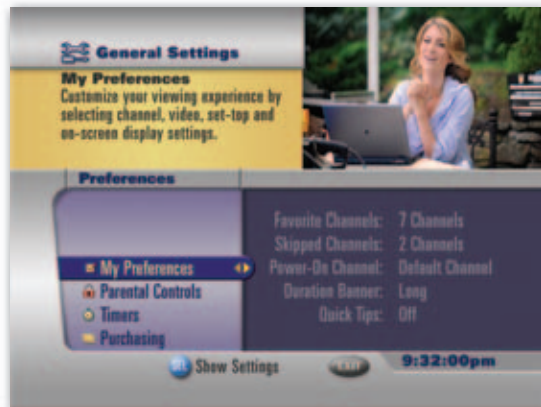 General Settings
My Preferences
Customize your viewing experience by
selecting channel, video, set-top and
on-screen display settings.
Preferences
Favorite Channels: 7 Channels
Skipped Channels: 2 Channels
My Preferences Power-On Channel: Default Channel
Parental Controls Duration Banner: Long
Timers Quick Tips: Off
Purchasing
SEL Show Settings EXIT 9:32:00pm